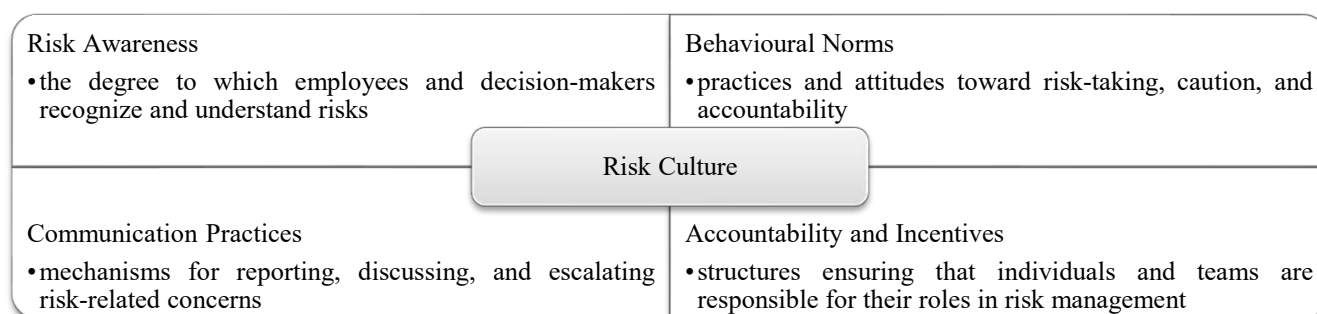 Risk Awareness
•the degree to which employees and decision-makers
recognize and understand risks
Behavioural Norms
•practices and attitudes toward risk-taking, caution, and
accountability
Risk Culture
Communication Practices
•mechanisms for reporting, discussing, and escalating
risk-related concerns
Accountability and Incentives
•structures ensuring that individuals and teams are
responsible for their roles in risk management